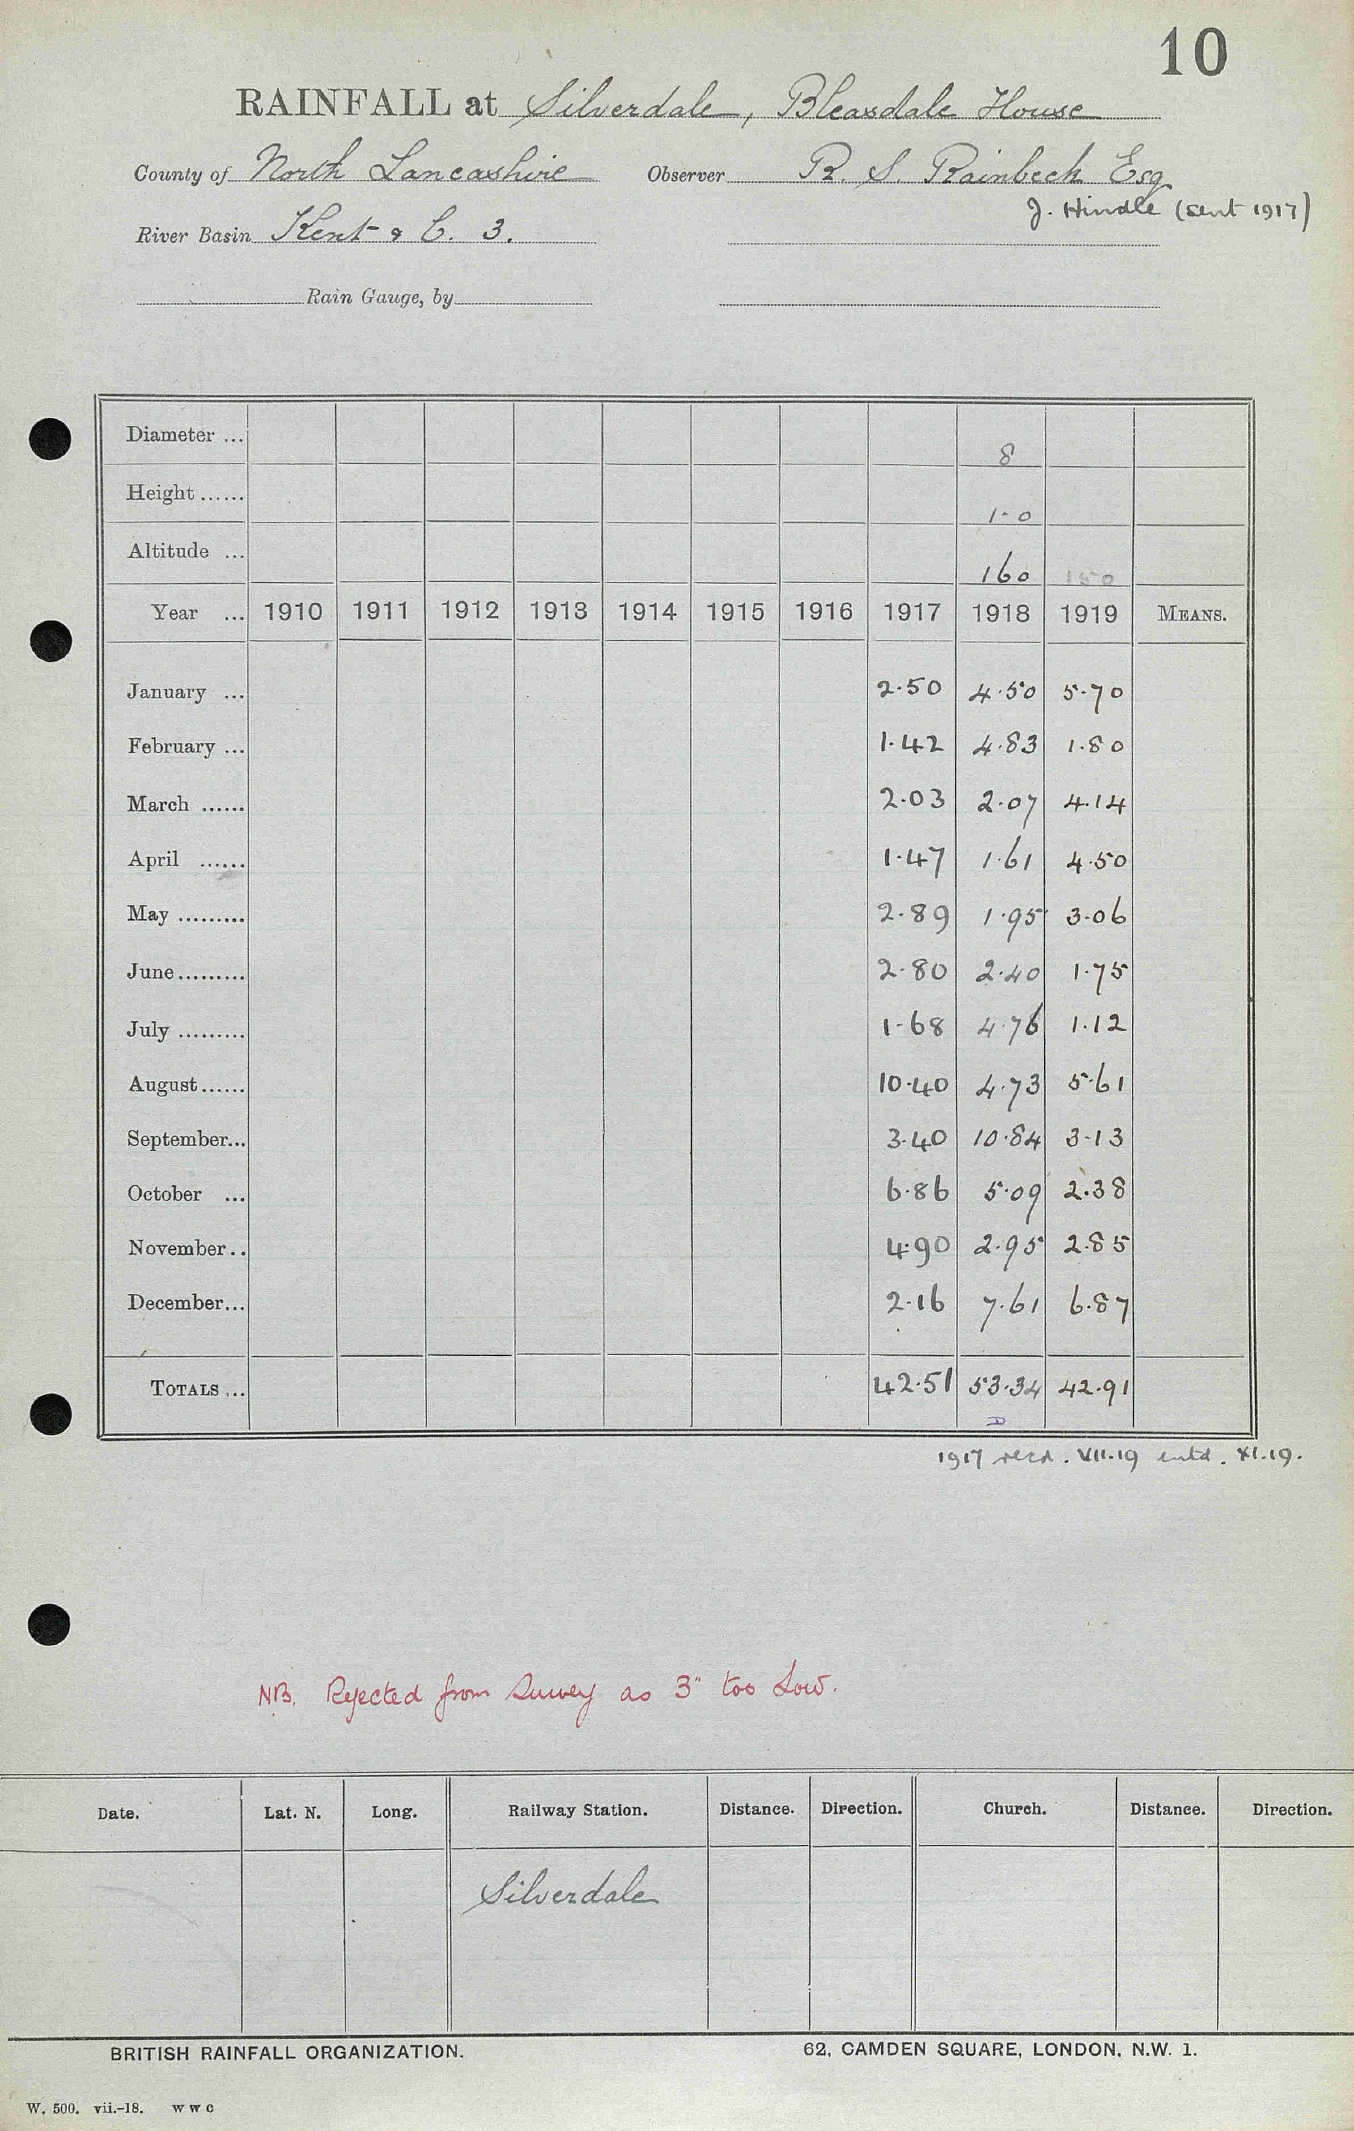 10
RAINFALL at Silverdale, Bleasdale House
County of North Lancashire Observer R. S. Rainbeck Esq
J. Hindle (sent 1917)
River Basin Kent & C. 3.
Rain Gauge, by
Diameter ... 8
Height ...... 1-0
Altitude ... 160 150
Year ... 1910 1911 1912 1913 1914 1915 1916 1917 1918 1919 MEANS.
January ... 2.50 4.50 5.70
February ... 1.42 4.83 1.80
March ...... 2.03 2.07 4.14
April ...... 1.47 1.61 4.50
May ......... 2.89 1.95 3.06
June ......... 2.80 2.40 1.75
July ......... 1.68 4.76 1.12
August ...... 10.40 4.73 5.61
September... 3.40 10.84 3.13
October ... 6.86 5.09 2.38
November .. 4.90 2.95 2.85
December... 2.16 7.61 6.87
TOTALS ... 42.51 53.34 42.91
D
1917 recd. VII.19 entd. XI.19.
NB. Rejected from Survey as 3" too Low.
Date. Lat. N. Long. Railway Station. Distance. Direction. Church. Distance. Direction.
Silverdale
BRITISH RAINFALL ORGANIZATION. 62, CAMDEN SQUARE, LONDON, N.W. 1.
W. 500. vii.-18. W W C